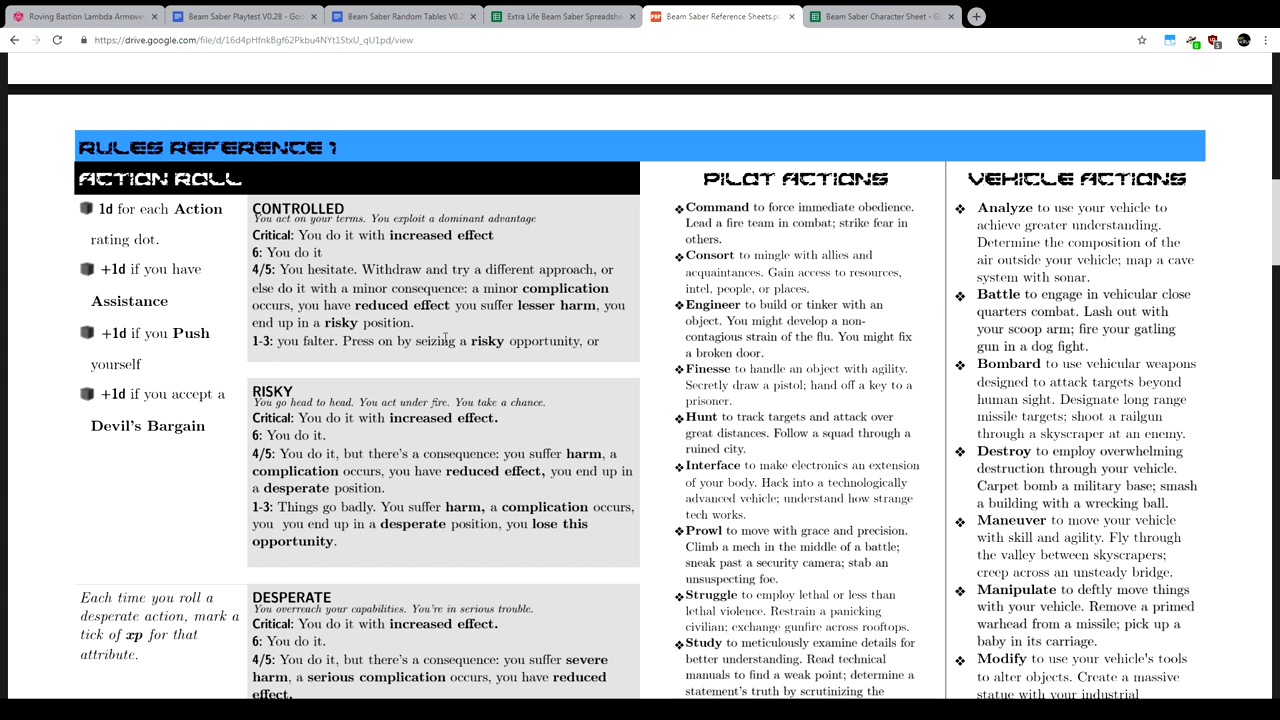 Roving Bastion Lambda Armswe
Beam Saber Playtest V0.28 - Goo
Beam Saber Random Tables V0.2
Extra Life Beam Saber Spreadshe
Beam Saber Reference Sheets.pd
Beam Saber Character Sheet - Go
https://drive.google.com/file/d/16d4pHfnkBgf62Pkbu4NYt1StxU_qU1pd/view
RULES REFERENCE 1
ACTION ROLL
1d for each Action
rating dot.
+1d if you have
Assistance
+1d if you Push
yourself
+1d if you accept a
Devil's Bargain
Each time you roll a
desperate action, mark a
tick of xp for that
attribute.
CONTROLLED
You act on your terms. You exploit a dominant advantage
Critical: You do it with increased effect
6: You do it
4/5: You hesitate. Withdraw and try a different approach, or
else do it with a minor consequence: a minor complication
occurs, you have reduced effect you suffer lesser harm, you
end up in a risky position.
1-3: you falter. Press on by seizing a risky opportunity, or
RISKY
You go head to head. You act under fire. You take a chance.
Critical: You do it with increased effect.
6: You do it.
4/5: You do it, but there's a consequence: you suffer harm, a
complication occurs, you have reduced effect, you end up in
a desperate position.
1-3: Things go badly. You suffer harm, a complication occurs,
you you end up in a desperate position, you lose this
opportunity.
DESPERATE
You overreach your capabilities. You're in serious trouble.
Critical: You do it with increased effect.
6: You do it.
4/5: You do it, but there's a consequence: you suffer severe
harm, a serious complication occurs, you have reduced
effect.
PILOT ACTIONS
❖Command to force immediate obedience.
Lead a fire team in combat; strike fear in
others.
❖Consort to mingle with allies and
acquaintances. Gain access to resources,
intel, people, or places.
❖Engineer to build or tinker with an
object. You might develop a non-
contagious strain of the flu. You might fix
a broken door.
❖Finesse to handle an object with agility.
Secretly draw a pistol; hand off a key to a
prisoner.
❖Hunt to track targets and attack over
great distances. Follow a squad through a
ruined city.
❖Interface to make electronics an extension
of your body. Hack into a technologically
advanced vehicle; understand how strange
tech works.
❖Prowl to move with grace and precision.
Climb a mech in the middle of a battle;
sneak past a security camera; stab an
unsuspecting foe.
❖Struggle to employ lethal or less than
lethal violence. Restrain a panicking
civilian; exchange gunfire across rooftops.
❖Study to meticulously examine details for
better understanding. Read technical
manuals to find a weak point; determine a
statement's truth by scrutinizing the
VEHICLE ACTIONS
❖ Analyze to use your vehicle to
achieve greater understanding.
Determine the composition of the
air outside your vehicle; map a cave
system with sonar.
❖ Battle to engage in vehicular close
quarters combat. Lash out with
your scoop arm; fire your gatling
gun in a dog fight.
❖ Bombard to use vehicular weapons
designed to attack targets beyond
human sight. Designate long range
missile targets; shoot a railgun
through a skyscraper at an enemy.
❖ Destroy to employ overwhelming
destruction through your vehicle.
Carpet bomb a military base; smash
a building with a wrecking ball.
❖ Maneuver to move your vehicle
with skill and agility. Fly through
the valley between skyscrapers;
creep across an unsteady bridge.
❖ Manipulate to deftly move things
with your vehicle. Remove a primed
warhead from a missile; pick up a
baby in its carriage.
❖ Modify to use your vehicle's tools
to alter objects. Create a massive
statue with your industrial